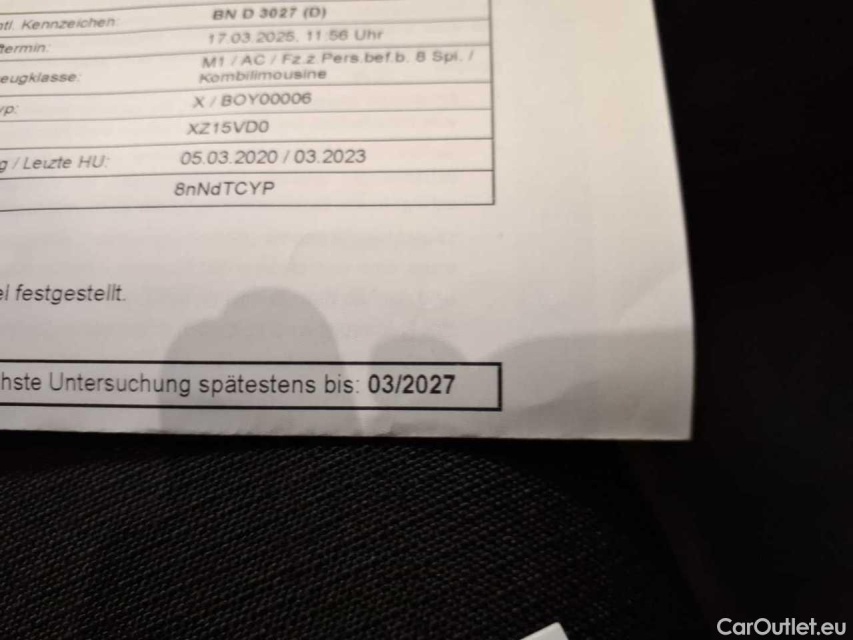 ntl. Kennzeichen: BN D 3027 (D)
termin: 17.03.2025, 11:56 Uhr
eugklasse: M1 / AC / Fz.z.Pers.bef.b. 8 Spl. /
Kombilimousine
yp: X / BOY00006
XZ15VD0
g / Letzte HU: 05.03.2020 / 03.2023
8nNdTCYP
el festgestellt.
hste Untersuchung spätestens bis: 03/2027
CarOutlet.eu